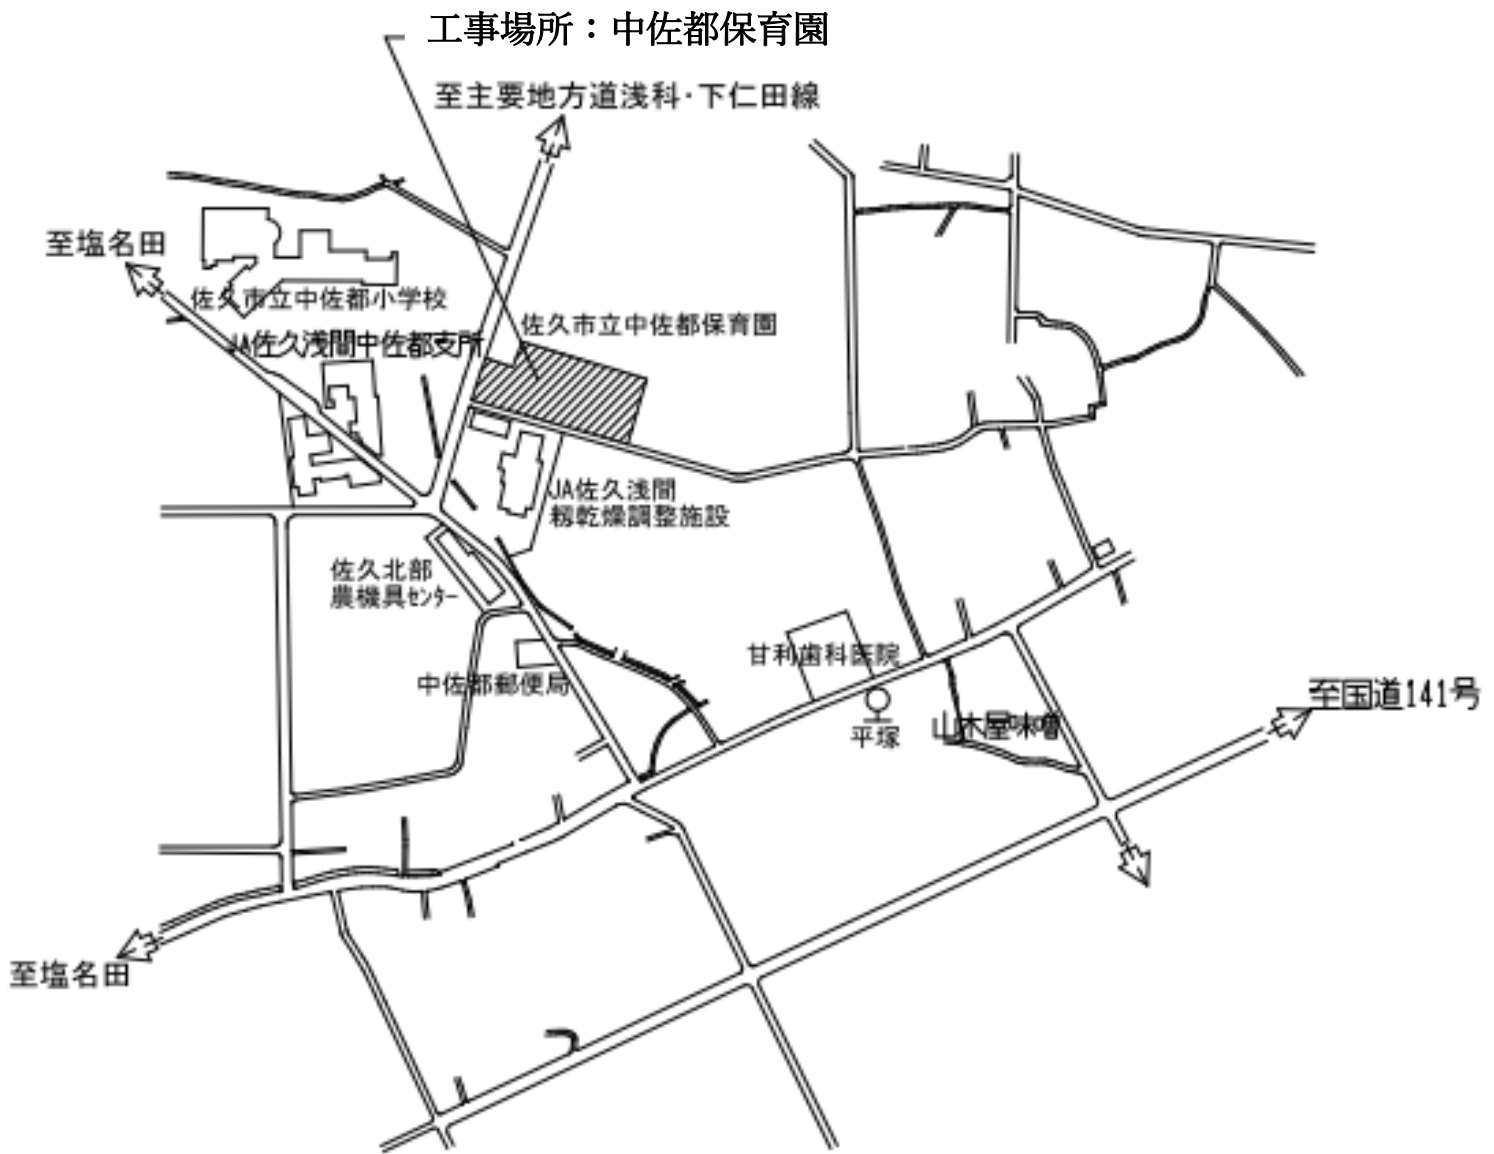 工事場所：中佐都保育園
至主要地方道浅科・下仁田線
至塩名田
佐久市立中佐都小学校
佐久市立中佐都保育園
JA佐久浅間中佐都支所
JA佐久浅間
籾乾燥調整施設
佐久北部
農機具ｾﾝﾀｰ
甘利歯科医院
中佐都郵便局
至国道141号
山木屋味噌
平塚
至塩名田